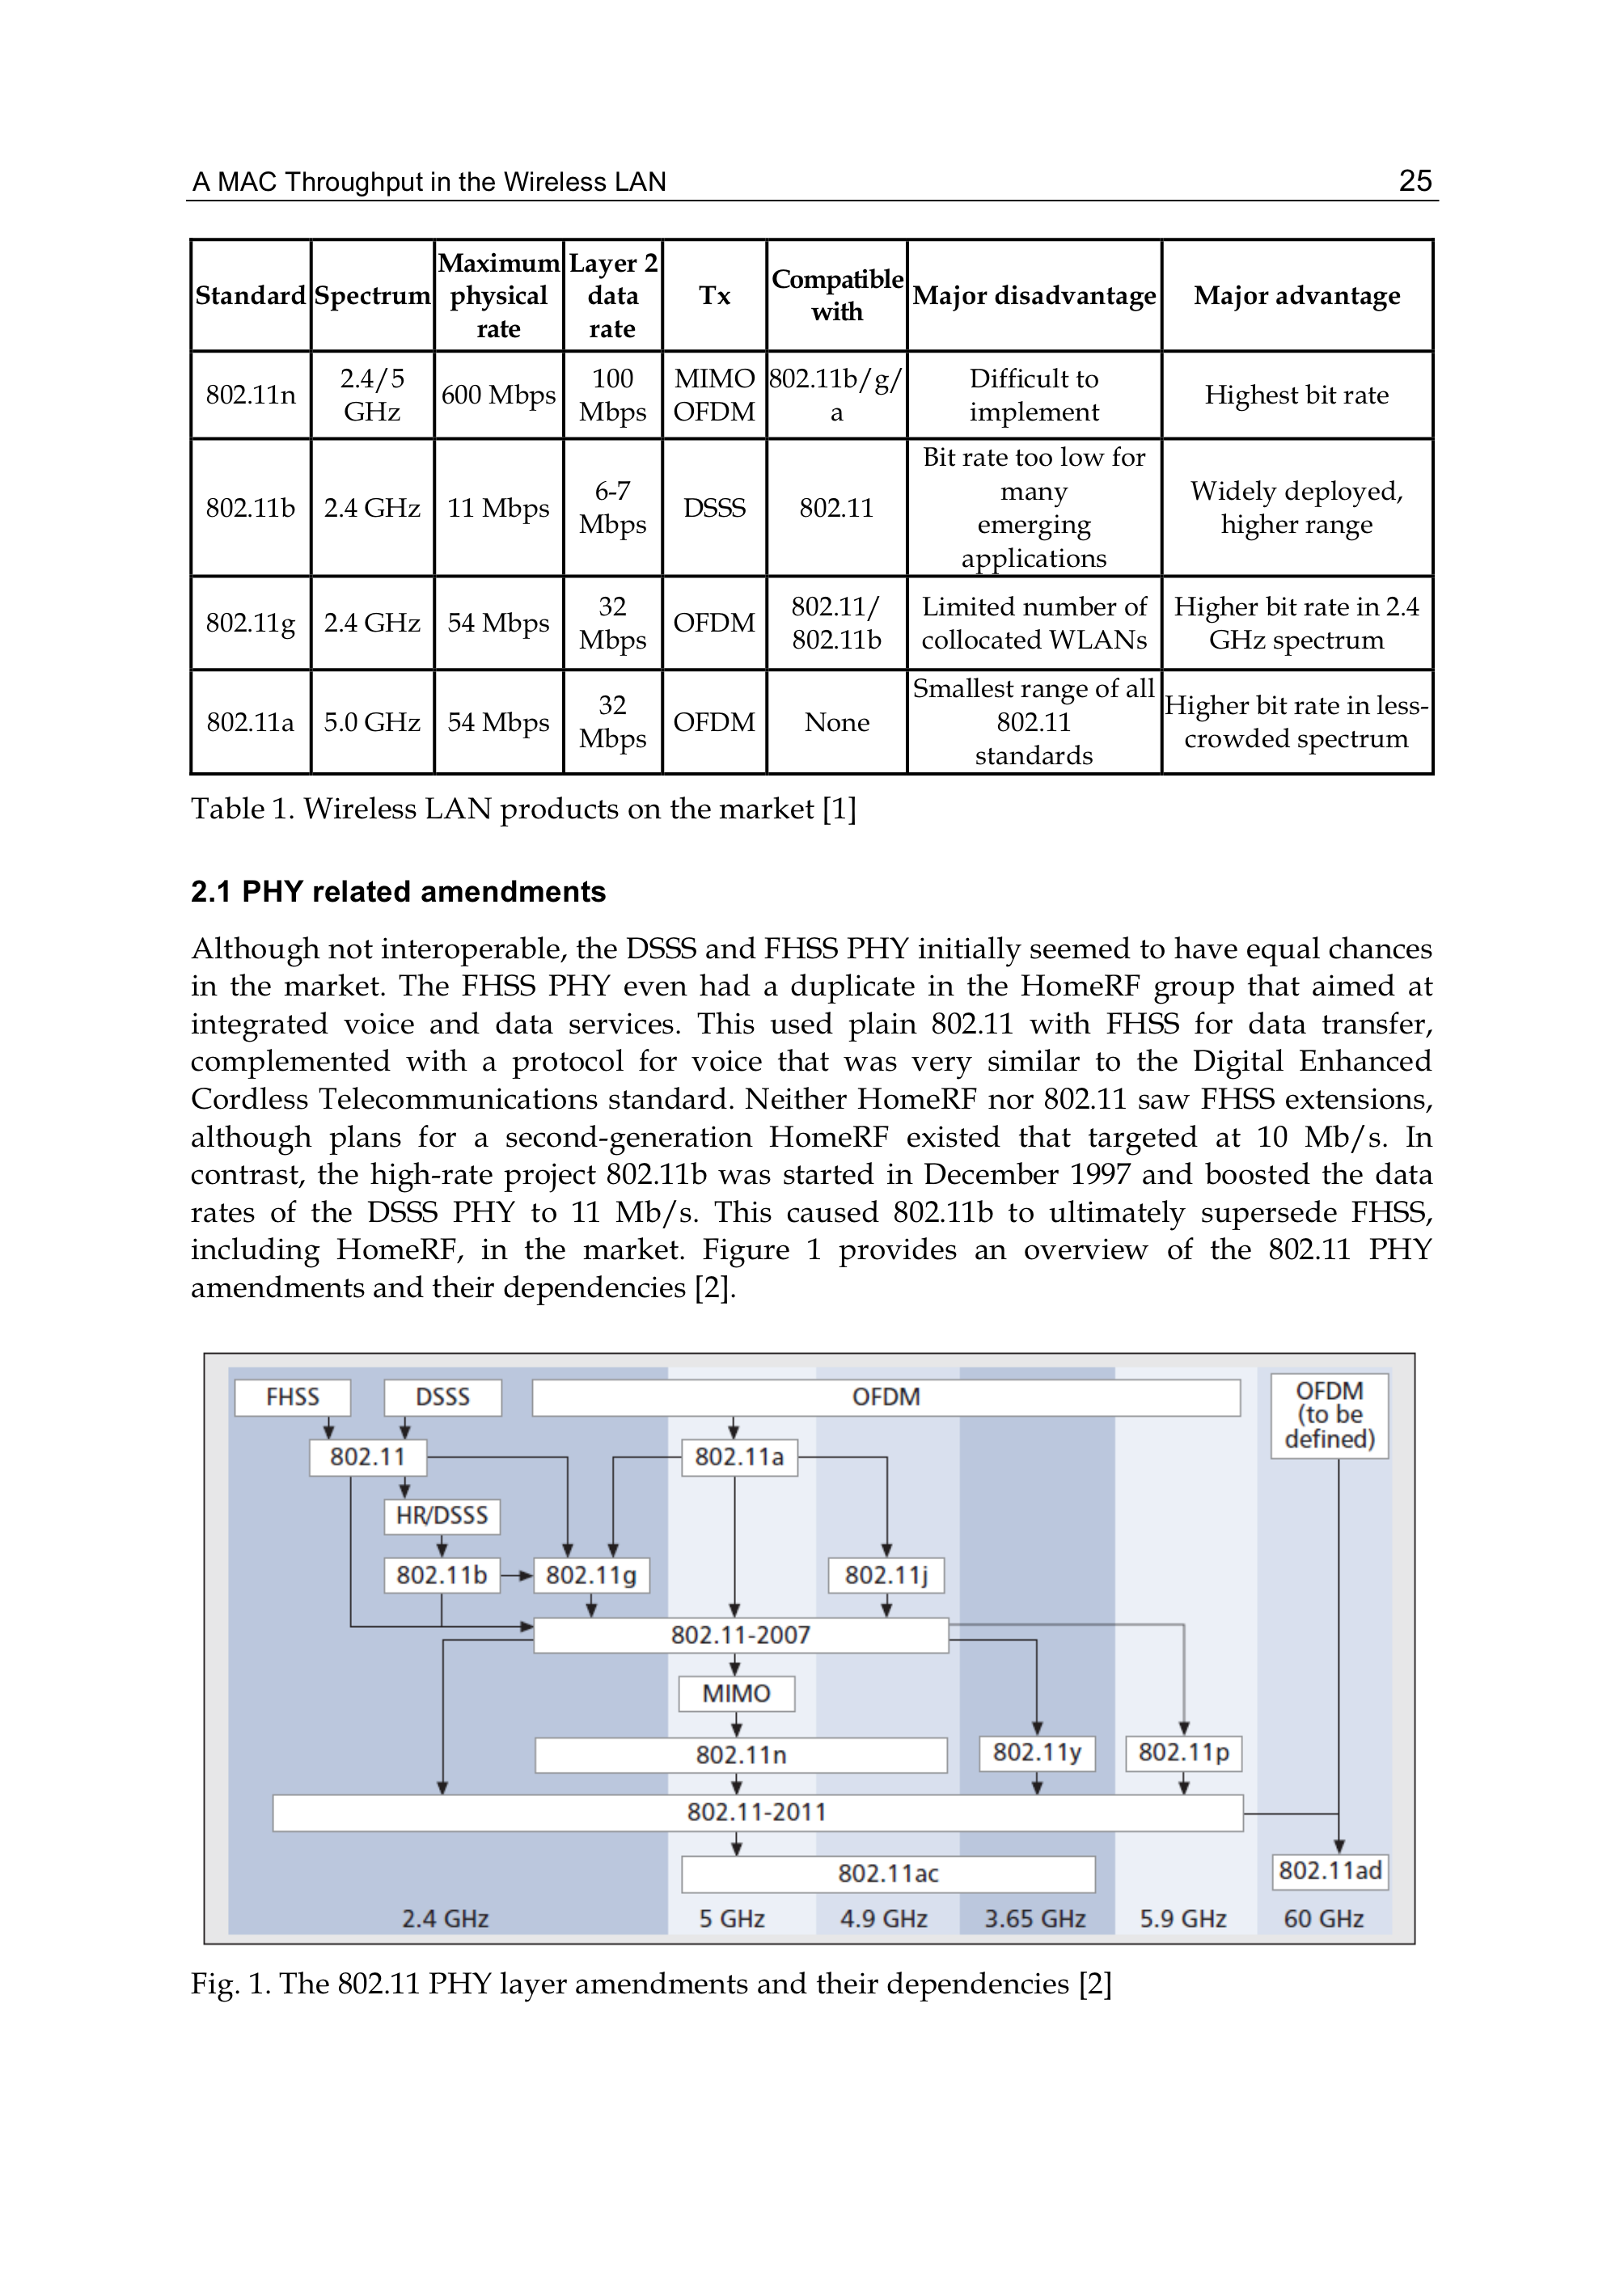 A MAC Throughput in the Wireless LAN 25
Standard Spectrum Maximum physical rate Layer 2 data rate Tx Compatible with Major disadvantage Major advantage
802.11n 2.4/5 GHz 600 Mbps 100 Mbps MIMO OFDM 802.11b/g/a Difficult to implement Highest bit rate
802.11b 2.4 GHz 11 Mbps 6-7 Mbps DSSS 802.11 Bit rate too low for many emerging applications Widely deployed, higher range
802.11g 2.4 GHz 54 Mbps 32 Mbps OFDM 802.11/ 802.11b Limited number of collocated WLANs Higher bit rate in 2.4 GHz spectrum
802.11a 5.0 GHz 54 Mbps 32 Mbps OFDM None Smallest range of all 802.11 standards Higher bit rate in less-crowded spectrum
Table 1. Wireless LAN products on the market [1]
2.1 PHY related amendments
Although not interoperable, the DSSS and FHSS PHY initially seemed to have equal chances
in the market. The FHSS PHY even had a duplicate in the HomeRF group that aimed at
integrated voice and data services. This used plain 802.11 with FHSS for data transfer,
complemented with a protocol for voice that was very similar to the Digital Enhanced
Cordless Telecommunications standard. Neither HomeRF nor 802.11 saw FHSS extensions,
although plans for a second-generation HomeRF existed that targeted at 10 Mb/s. In
contrast, the high-rate project 802.11b was started in December 1997 and boosted the data
rates of the DSSS PHY to 11 Mb/s. This caused 802.11b to ultimately supersede FHSS,
including HomeRF, in the market. Figure 1 provides an overview of the 802.11 PHY
amendments and their dependencies [2].
FHSS DSSS OFDM OFDM (to be defined)
802.11 802.11a
HR/DSSS
802.11b 802.11g 802.11j
802.11-2007
MIMO
802.11n 802.11y 802.11p
802.11-2011
802.11ac 802.11ad
2.4 GHz 5 GHz 4.9 GHz 3.65 GHz 5.9 GHz 60 GHz
Fig. 1. The 802.11 PHY layer amendments and their dependencies [2]